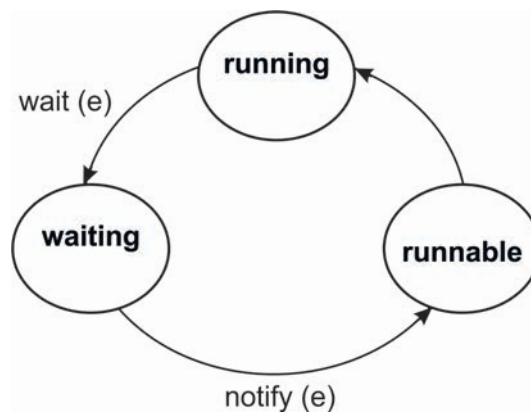 running
wait (e)
waiting
runnable
notify (e)